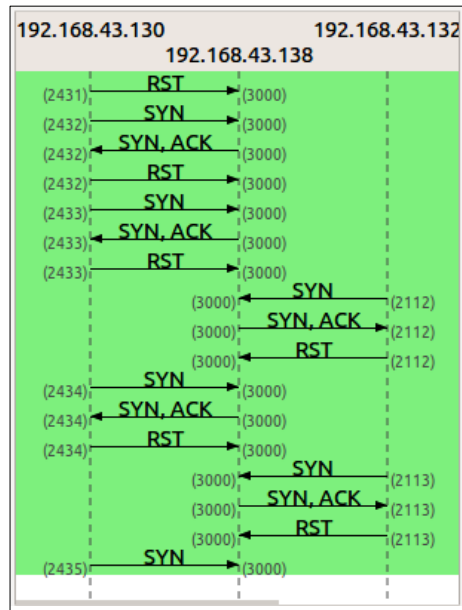 192.168.43.130 192.168.43.132
192.168.43.138
RST
(2431) (3000)
SYN
(2432) (3000)
SYN, ACK
(2432) (3000)
RST
(2432) (3000)
SYN
(2433) (3000)
SYN, ACK
(2433) (3000)
RST
(2433) (3000)
SYN
(3000) (2112)
SYN, ACK
(3000) (2112)
RST
(3000) (2112)
SYN
(2434) (3000)
SYN, ACK
(2434) (3000)
RST
(2434) (3000)
SYN
(3000) (2113)
SYN, ACK
(3000) (2113)
RST
(3000) (2113)
SYN
(2435) (3000)